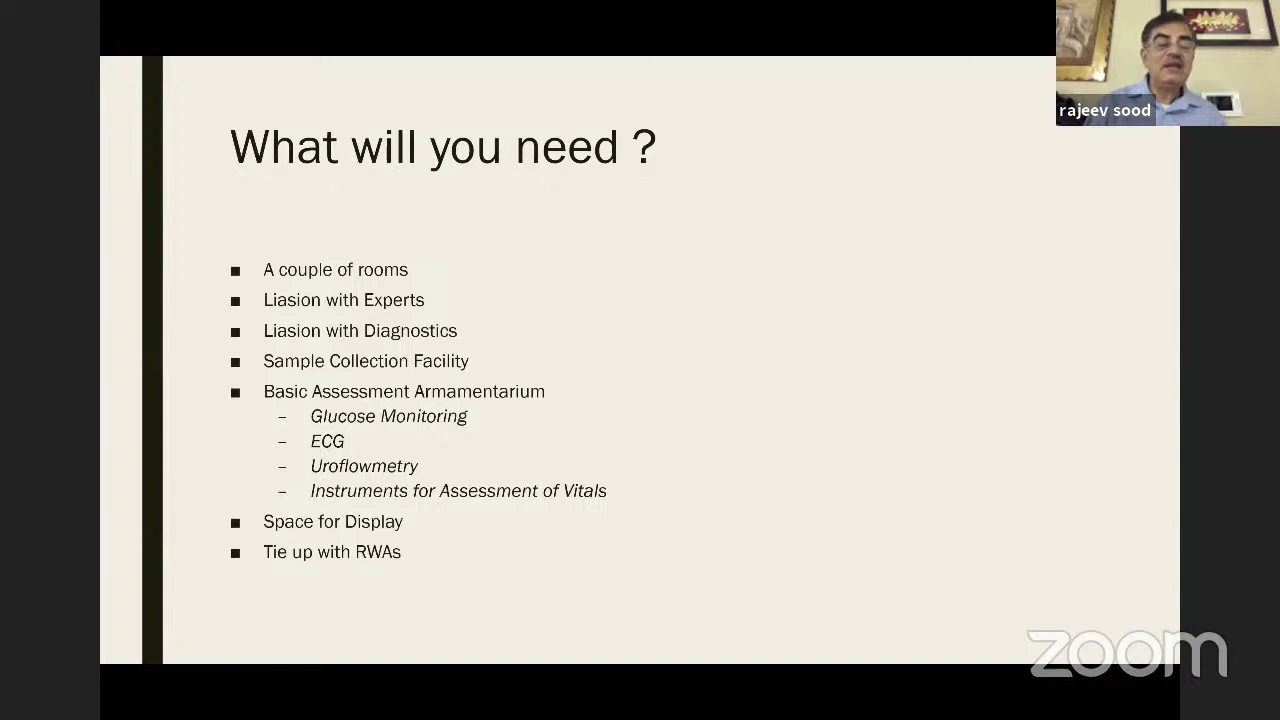 rajeev sood
What will you need ?
■ A couple of rooms
■ Liasion with Experts
■ Liasion with Diagnostics
■ Sample Collection Facility
■ Basic Assessment Armamentarium
– Glucose Monitoring
– ECG
– Uroflowmetry
– Instruments for Assessment of Vitals
■ Space for Display
■ Tie up with RWAs
zoom